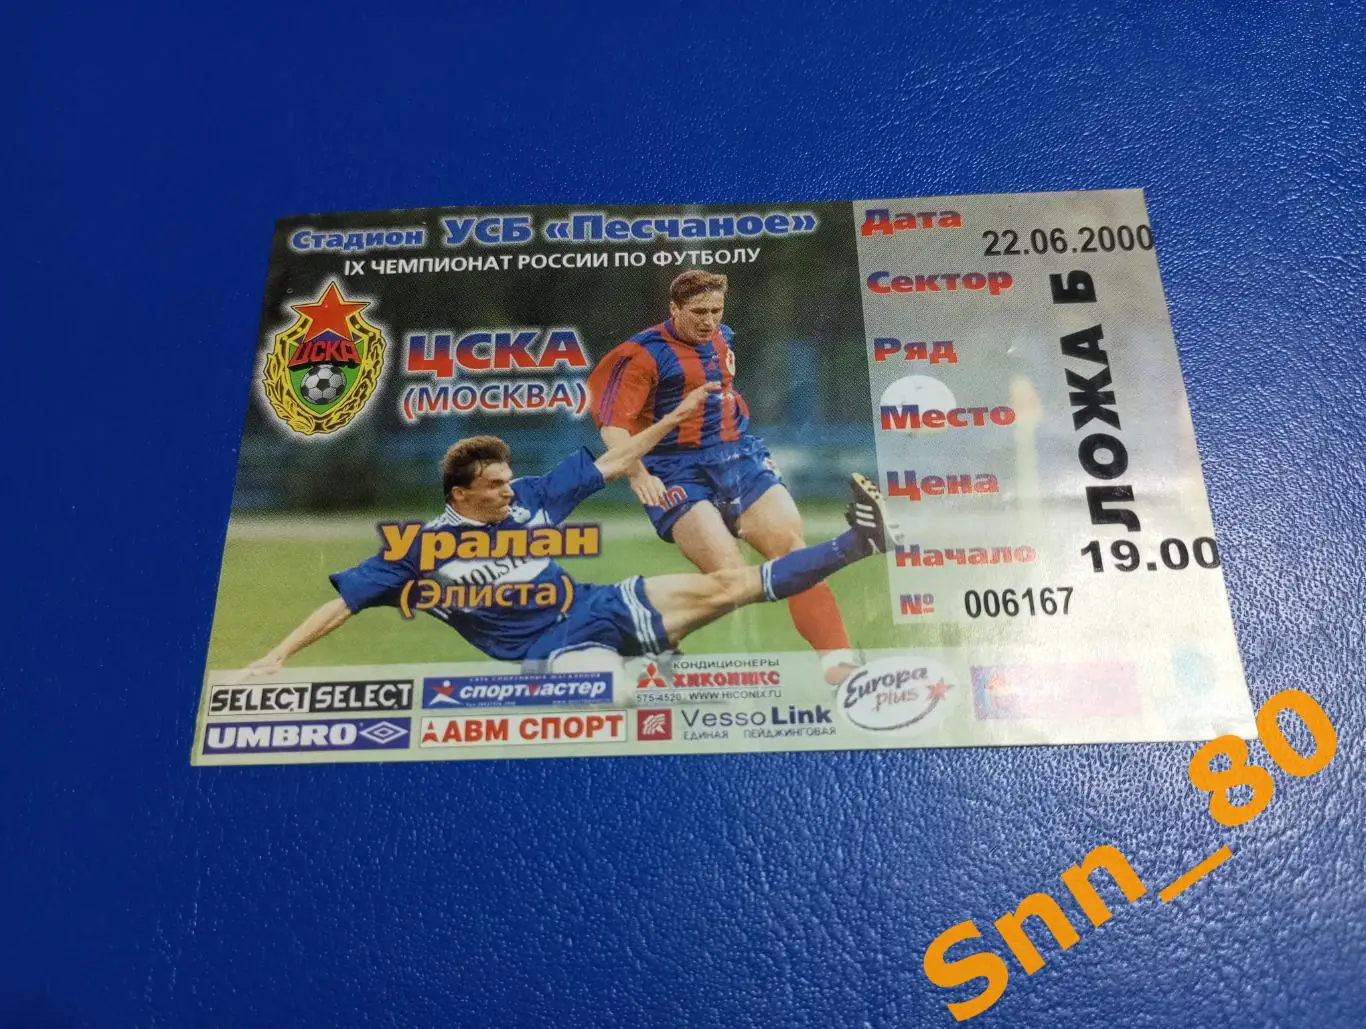 Стадион УСБ «Песчаное»
IX ЧЕМПИОНАТ РОССИИ ПО ФУТБОЛУ
ЦСКА
ЦСКА
(МОСКВА)
Уралан
(Элиста)
Дата 22.06.2000
Сектор
Ряд
Место
Цена
ЛОЖА Б
Начало 19.00
№ 006167
SELECT SELECT
СПОРТМАСТЕР
КОНДИЦИОНЕРЫ
ХИКОНИКС
575-4520 WWW.HICONIX.RU
Europa plus
UMBRO
АВМ СПОРТ
VessoLink
ЕДИНАЯ ПЕЙДЖИНГОВАЯ
Snn_80